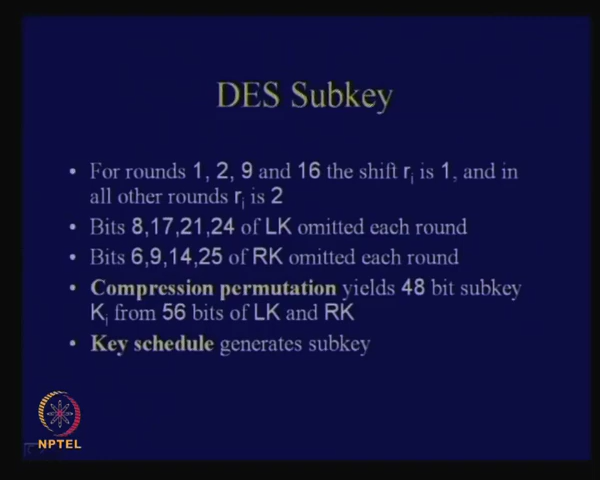 DES Subkey
• For rounds 1, 2, 9 and 16 the shift ri is 1, and in
all other rounds ri is 2
• Bits 8,17,21,24 of LK omitted each round
• Bits 6,9,14,25 of RK omitted each round
• Compression permutation yields 48 bit subkey
Ki from 56 bits of LK and RK
• Key schedule generates subkey
NPTEL